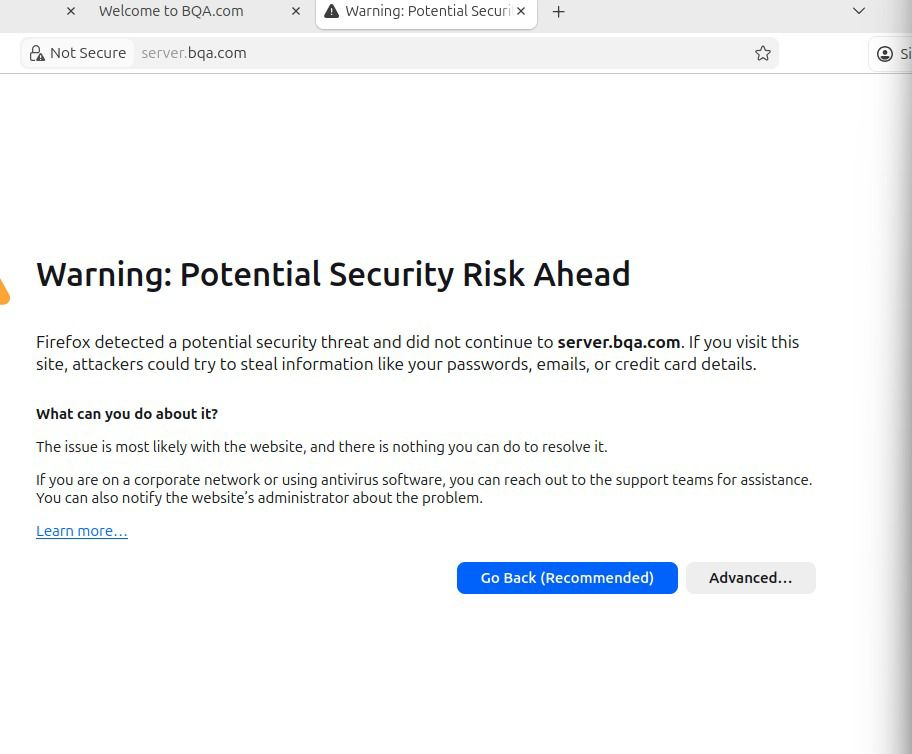 Welcome to BQA.com
Warning: Potential Securi
Not Secure
server.bqa.com
Si
Warning: Potential Security Risk Ahead
Firefox detected a potential security threat and did not continue to server.bqa.com. If you visit this
site, attackers could try to steal information like your passwords, emails, or credit card details.
What can you do about it?
The issue is most likely with the website, and there is nothing you can do to resolve it.
If you are on a corporate network or using antivirus software, you can reach out to the support teams for assistance.
You can also notify the website’s administrator about the problem.
Learn more…
Go Back (Recommended)
Advanced…